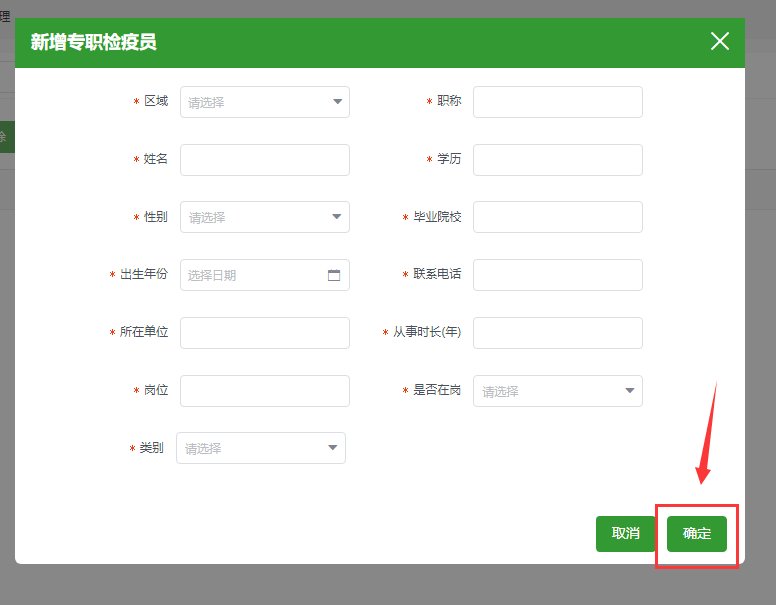 理
新增专职检疫员
* 区域 请选择
* 职称
* 姓名
* 学历
* 性别 请选择
* 毕业院校
* 出生年份 选择日期
* 联系电话
* 所在单位
* 从事时长(年)
* 岗位
* 是否在岗 请选择
* 类别 请选择
取消 确定